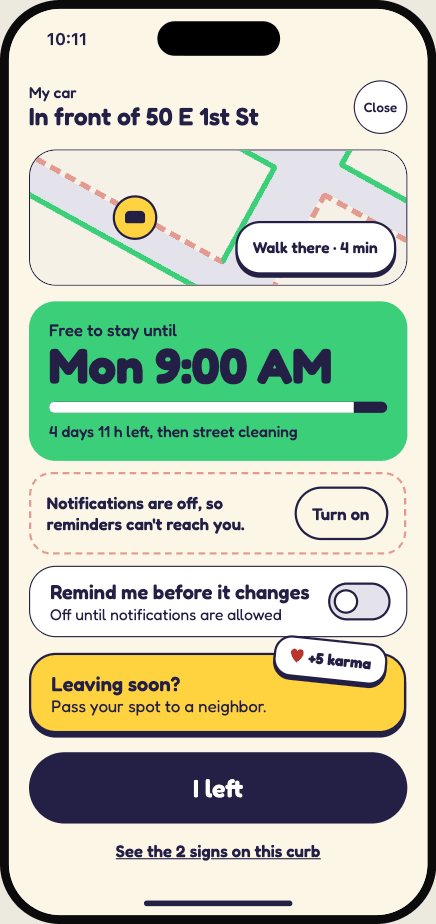 10:11
My car
In front of 50 E 1st St
Close
Walk there · 4 min
Free to stay until
Mon 9:00 AM
4 days 11 h left, then street cleaning
Notifications are off, so
reminders can't reach you.
Turn on
Remind me before it changes
Off until notifications are allowed
+5 karma
Leaving soon?
Pass your spot to a neighbor.
I left
See the 2 signs on this curb